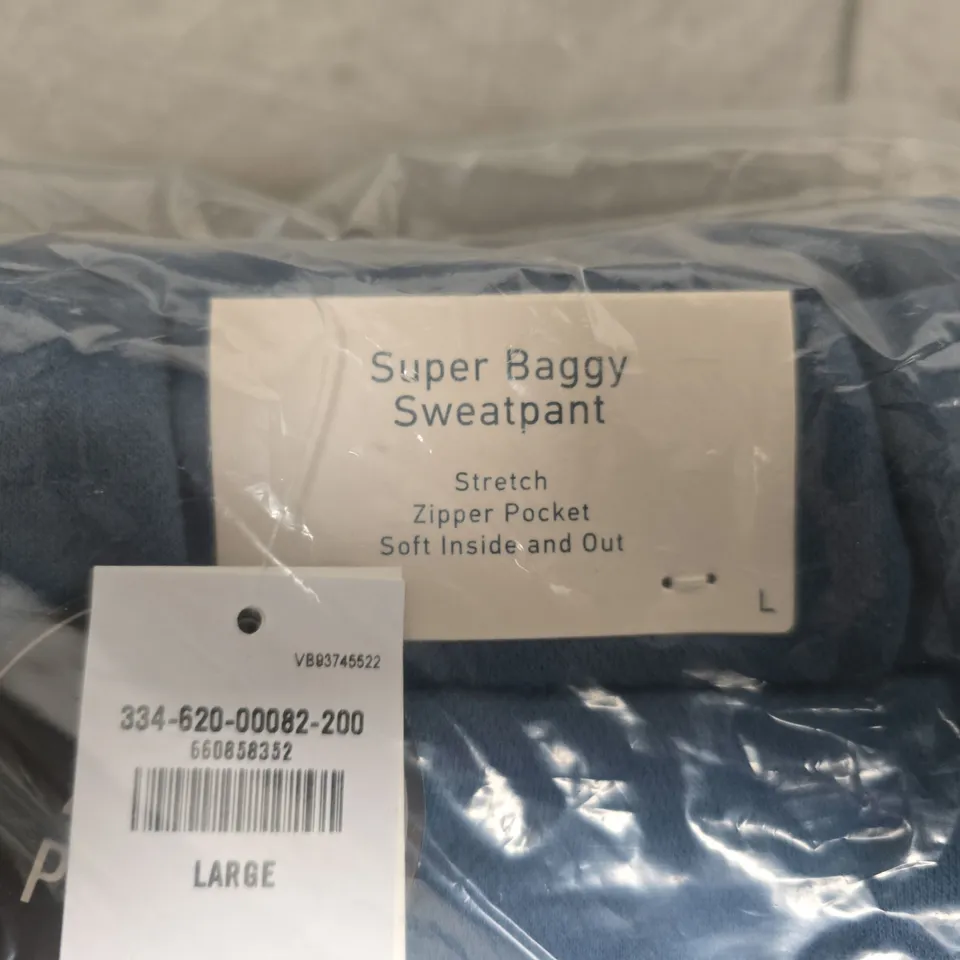 Super Baggy
Sweatpant
Stretch
Zipper Pocket
Soft Inside and Out
L
VB93745522
334-620-00082-200
660858352
LARGE